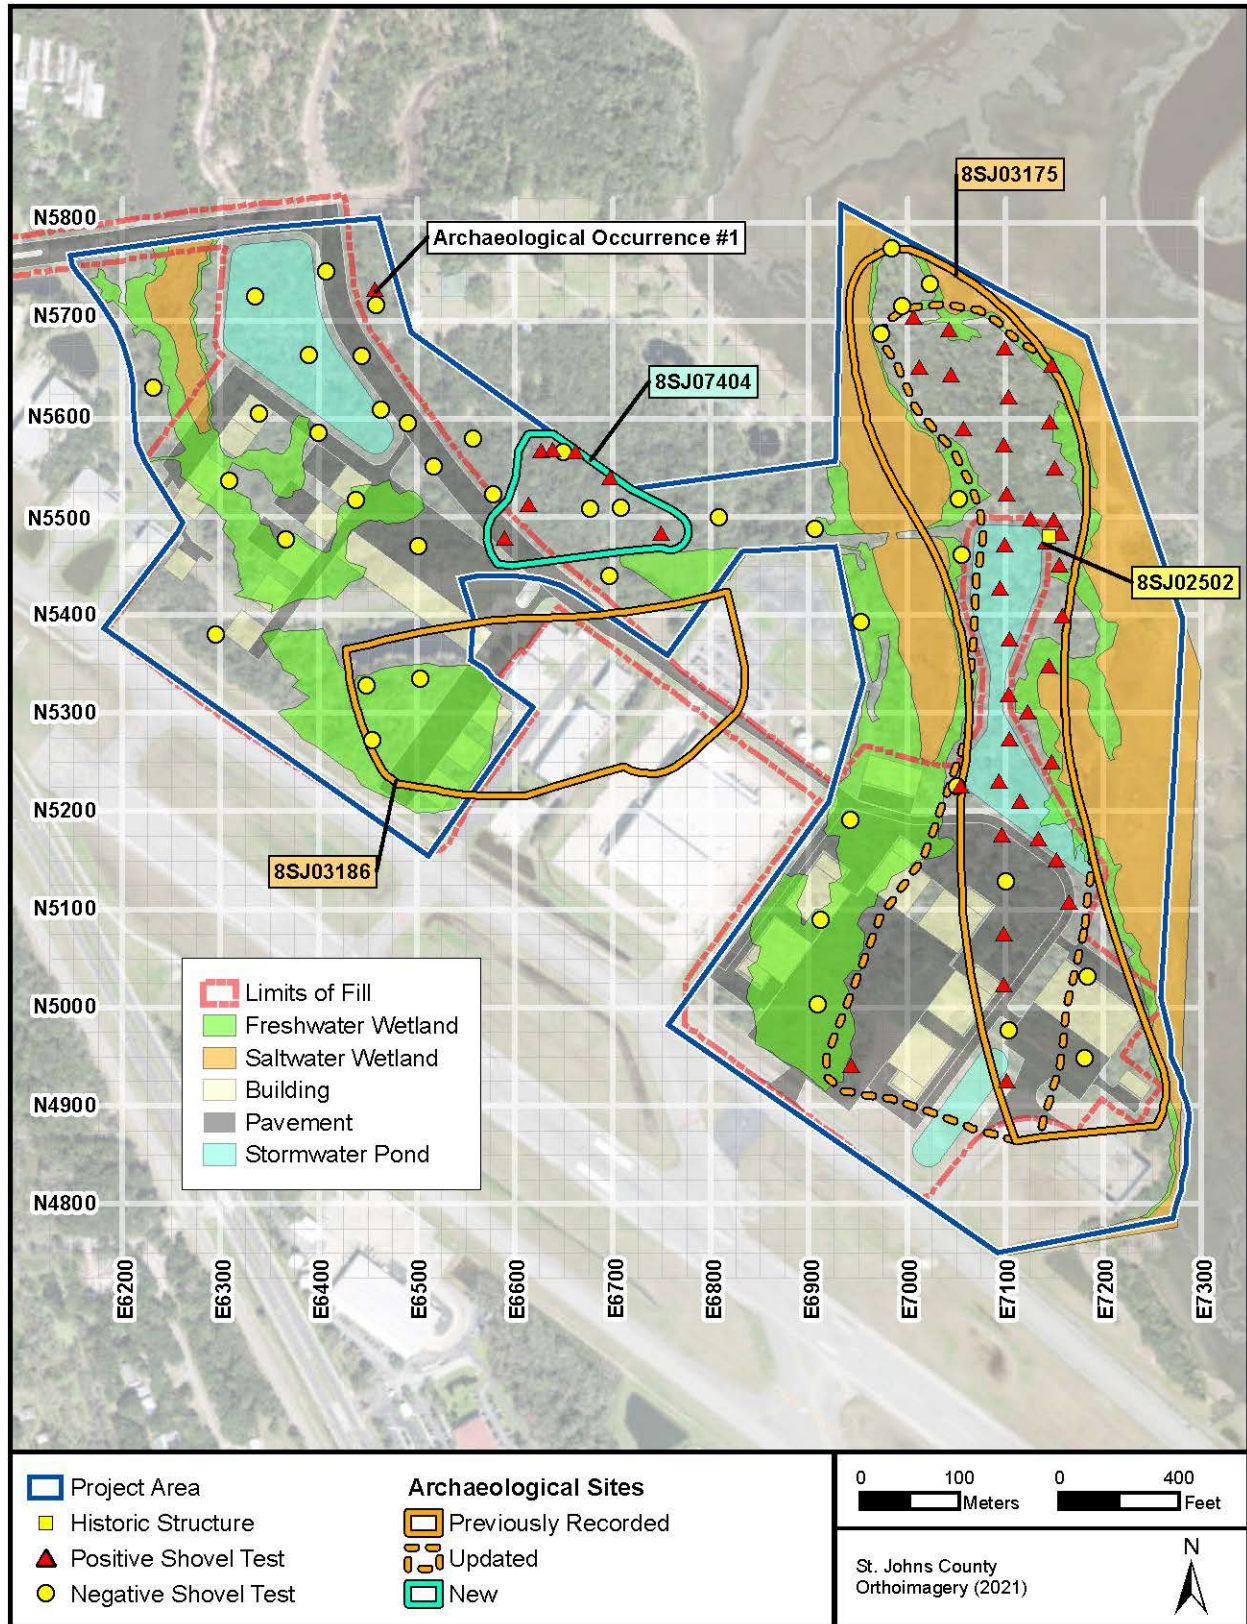 8SJ03175
N5800
Archaeological Occurrence #1
N5700
8SJ07404
N5600
N5500
8SJ02502
N5400
N5300
N5200
8SJ03186
N5100
N5000
N4900
N4800
Limits of Fill
Freshwater Wetland
Saltwater Wetland
Building
Pavement
Stormwater Pond
E6200
E6300
E6400
E6500
E6600
E6700
E6800
E6900
E7000
E7100
E7200
E7300
Project Area
Historic Structure
Positive Shovel Test
Negative Shovel Test
Archaeological Sites
Previously Recorded
Updated
New
0 100 0 400
Meters Feet
St. Johns County
Orthoimagery (2021)
N